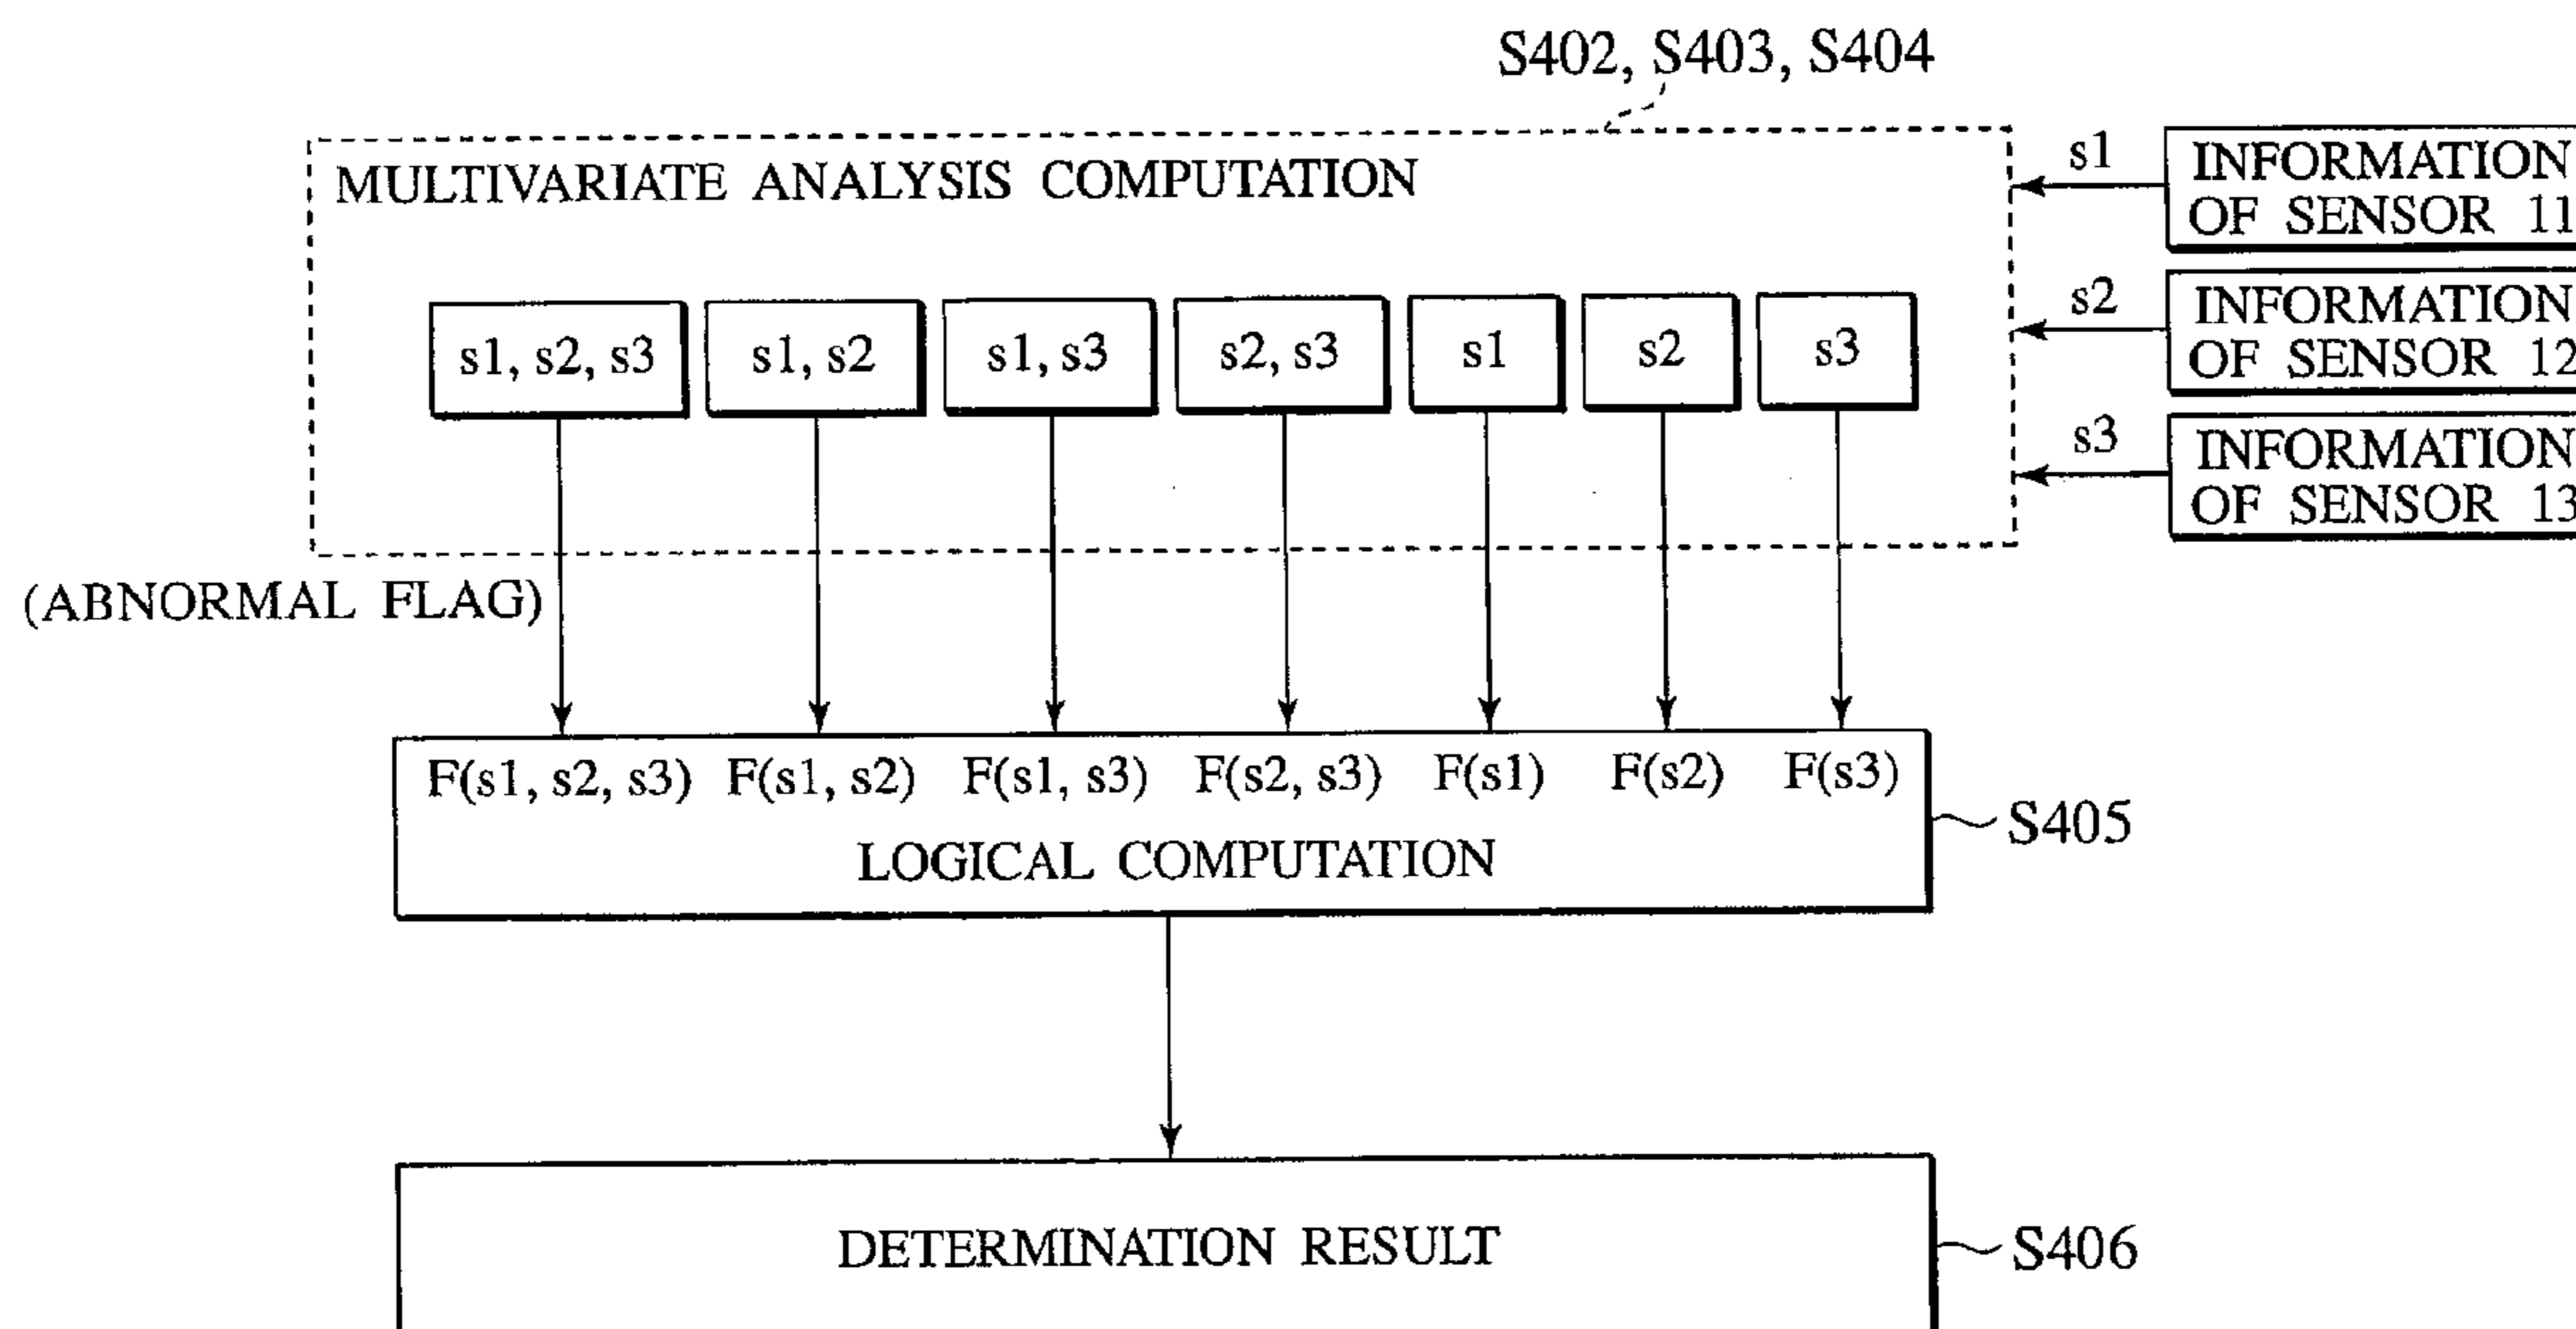 S402, S403, S404
MULTIVARIATE ANALYSIS COMPUTATION
s1
INFORMATION
OF SENSOR 11
s2
INFORMATION
OF SENSOR 12
s3
INFORMATION
OF SENSOR 13
s1, s2, s3
s1, s2
s1, s3
s2, s3
s1
s2
s3
(ABNORMAL FLAG)
F(s1, s2, s3) F(s1, s2) F(s1, s3) F(s2, s3) F(s1) F(s2) F(s3)
LOGICAL COMPUTATION
S405
DETERMINATION RESULT
S406